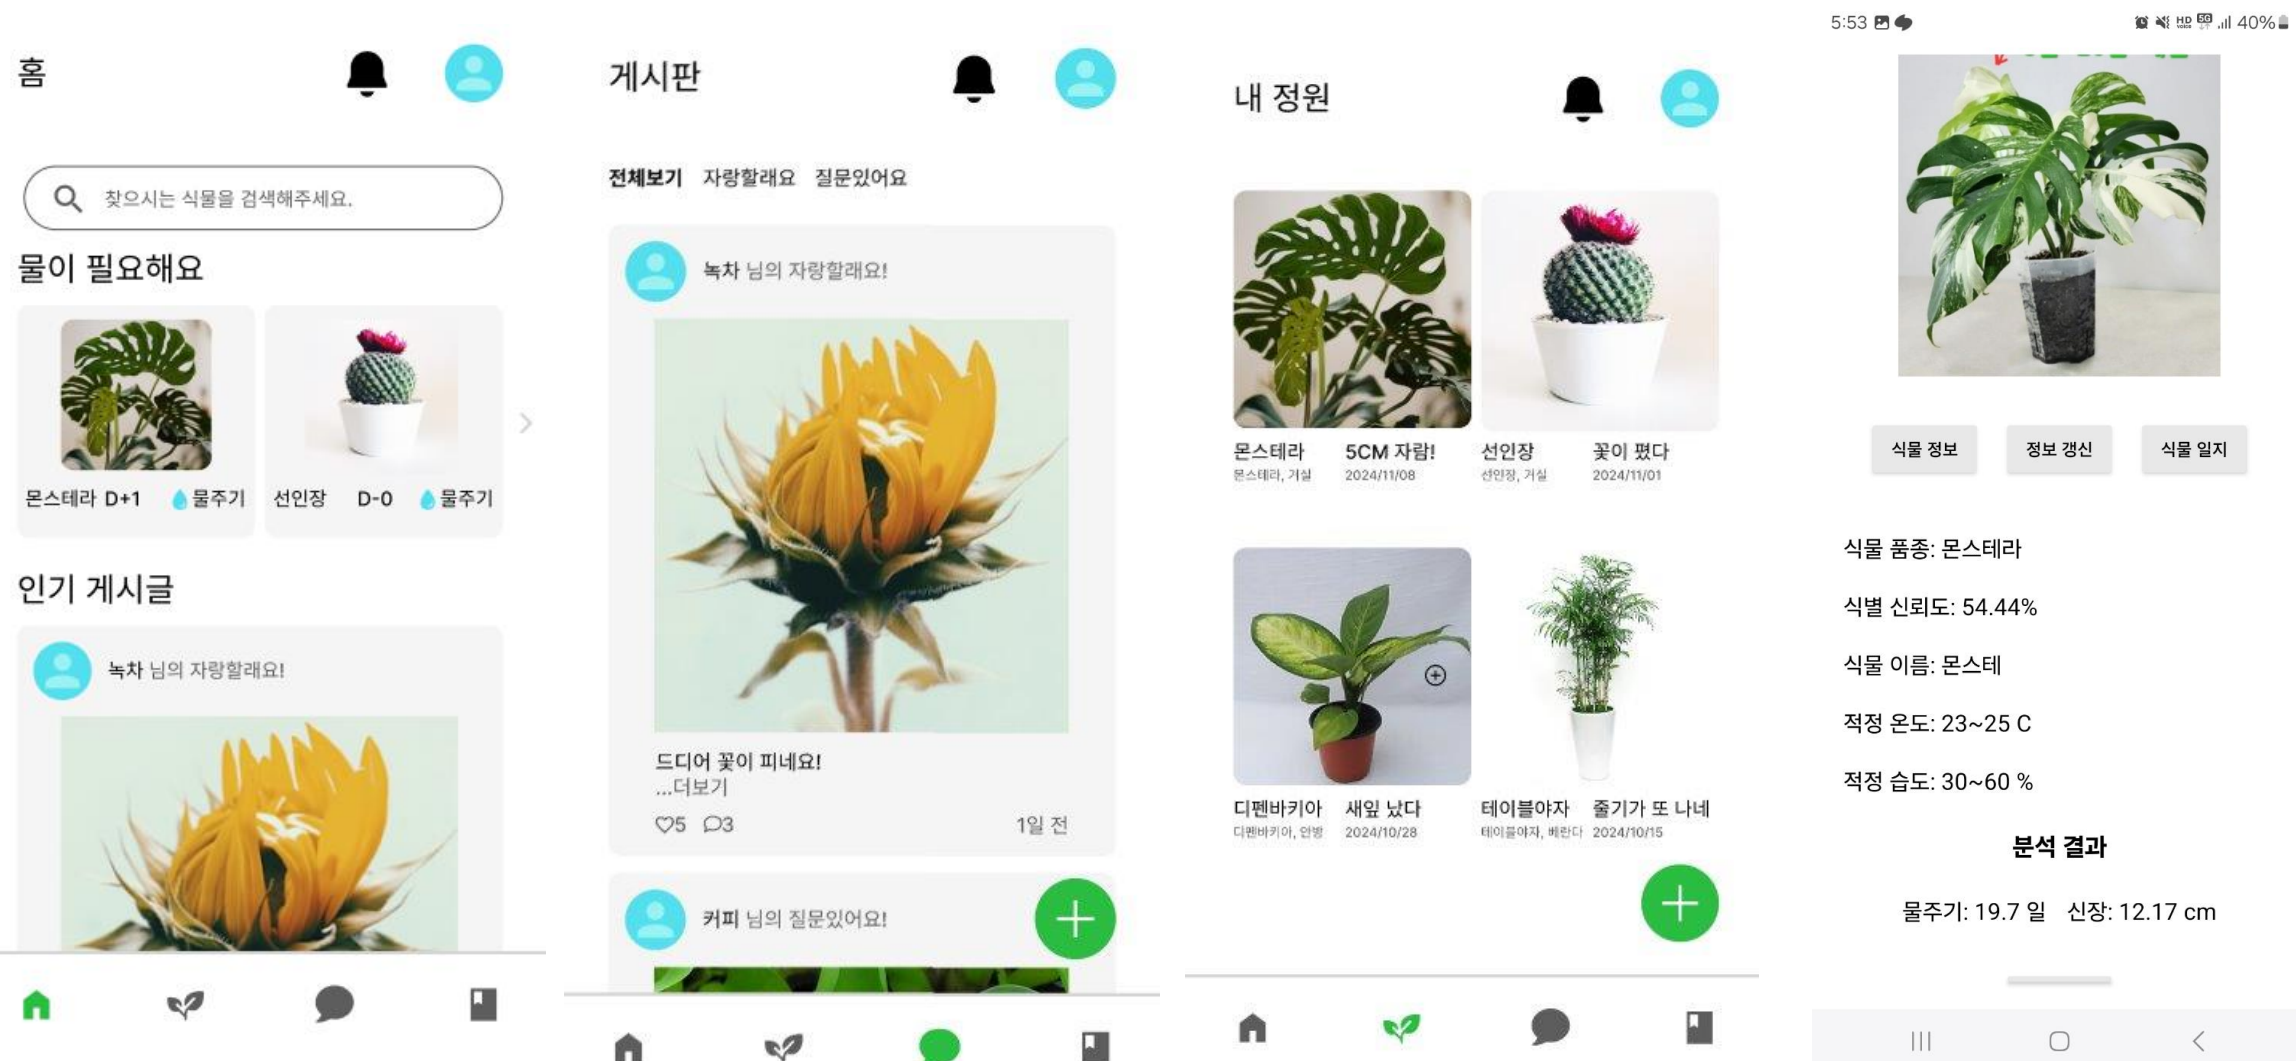 홈
찾으시는 식물을 검색해주세요.
물이 필요해요
몬스테라 D+1 물주기
선인장 D-0 물주기
인기 게시글
녹차 님의 자랑할래요!
게시판
전체보기 자랑할래요 질문있어요
녹차 님의 자랑할래요!
드디어 꽃이 피네요!
...더보기
5 3 1일 전
커피 님의 질문있어요!
내 정원
몬스테라 5CM 자람! 선인장 꽃이 폈다
몬스테라, 거실 2024/11/08 선인장, 거실 2024/11/01
디펜바키아 새잎 났다 테이블야자 줄기가 또 나네
디펜바키아, 안방 2024/10/28 테이블야자, 베란다 2024/10/15
5:53 HD voice 5G 40%
식물 정보 정보 갱신 식물 일지
식물 품종: 몬스테라
식별 신뢰도: 54.44%
식물 이름: 몬스테
적정 온도: 23~25 C
적정 습도: 30~60 %
분석 결과
물주기: 19.7 일 신장: 12.17 cm